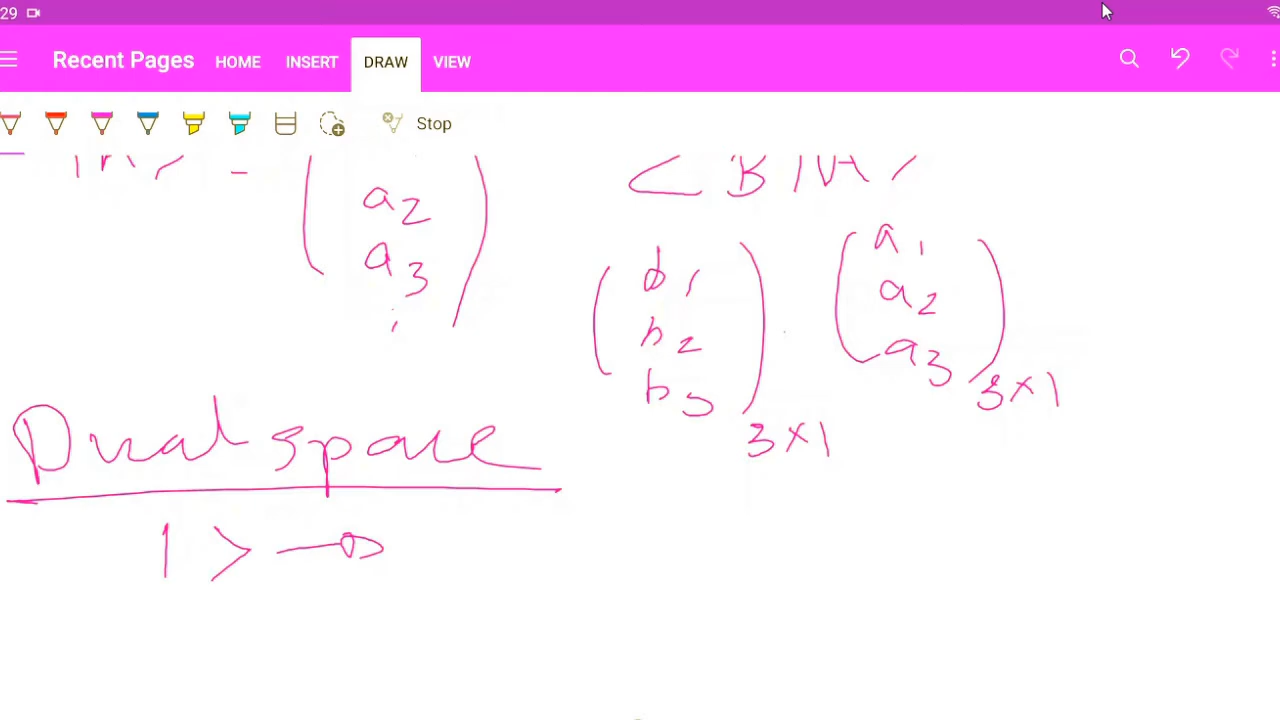 29
Recent Pages HOME INSERT DRAW VIEW
Stop
|A> =
a2
a3
<B|A>
b1
b2
b3
3×1
a1
a2
a3
3×1
Dual space
| > →